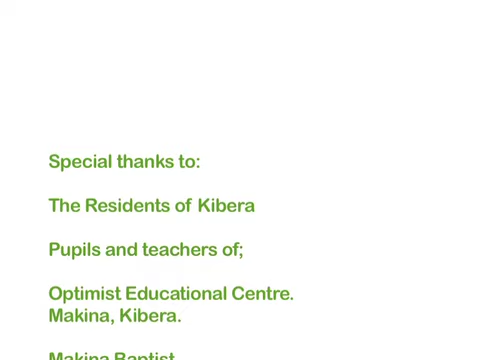 Special thanks to:
The Residents of Kibera
Pupils and teachers of;
Optimist Educational Centre.
Makina, Kibera.
Makina Baptist